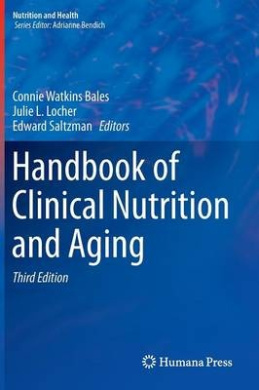 Nutrition and Health
Series Editor: Adrianne Bendich
Connie Watkins Bales
Julie L. Locher
Edward Saltzman Editors
Handbook of
Clinical Nutrition
and Aging
Third Edition
Humana Press